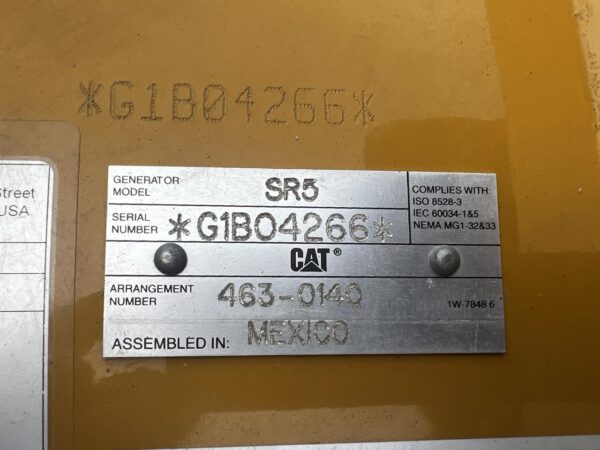 *G1B04266*
Street
USA
GENERATOR MODEL SR5
SERIAL NUMBER *G1B04266*
COMPLIES WITH:
ISO 8528-3
IEC 60034-1&5
NEMA MG1-32&33
CAT®
ARRANGEMENT NUMBER 463-0140
1W-7848 6
ASSEMBLED IN: MEXICO